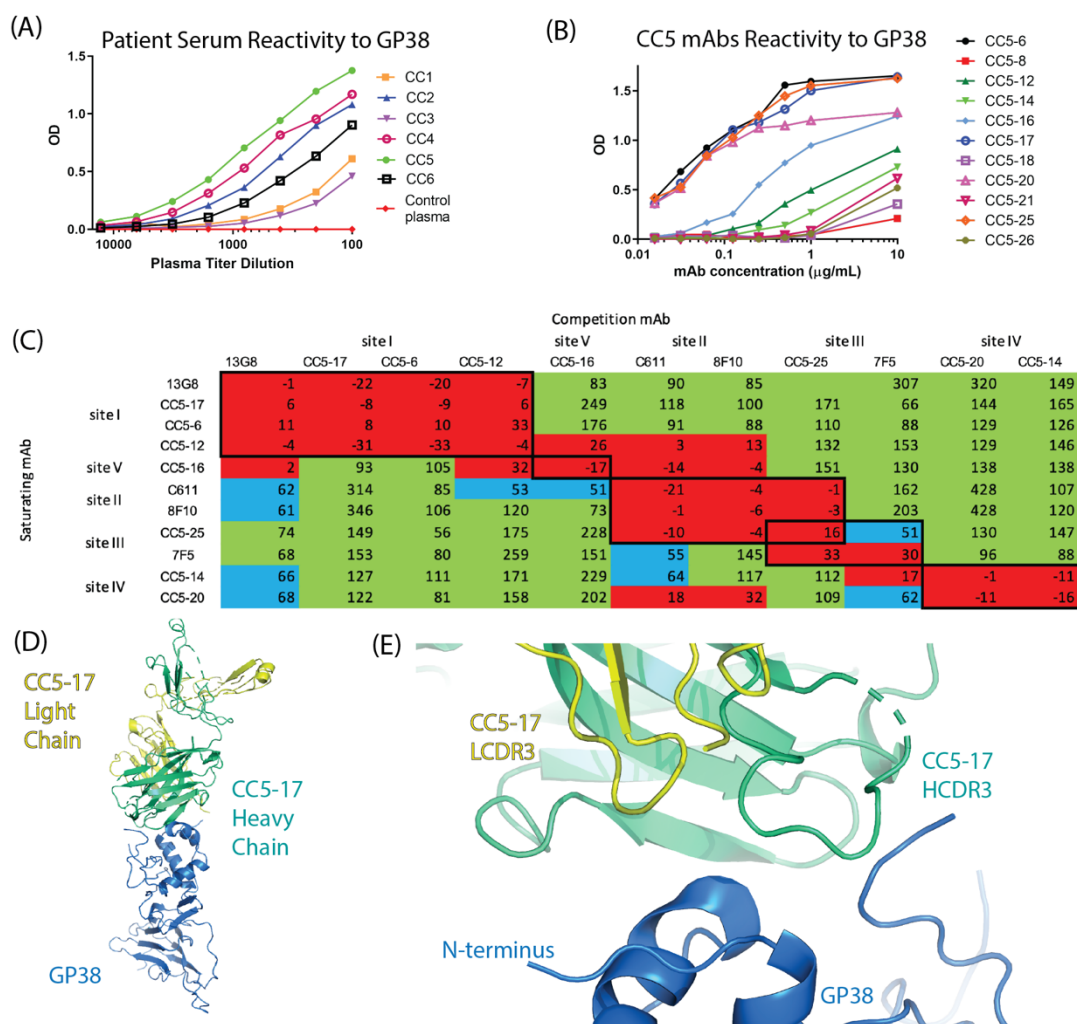 (A)
Patient Serum Reactivity to GP38
1.5
1.0
0.5
0.0
OD
10000 1000 100
Plasma Titer Dilution
CC1
CC2
CC3
CC4
CC5
CC6
Control
plasma
(B)
CC5 mAbs Reactivity to GP38
1.5
1.0
0.5
0.0
OD
0.01 0.1 1 10
mAb concentration (μg/mL)
CC5-6
CC5-8
CC5-12
CC5-14
CC5-16
CC5-17
CC5-18
CC5-20
CC5-21
CC5-25
CC5-26
(C)
Competition mAb
site I site V site II site III site IV
13G8 CC5-17 CC5-6 CC5-12 CC5-16 C611 8F10 CC5-25 7F5 CC5-20 CC5-14
Saturating mAb
13G8 -1 -22 -20 -7 83 90 85 307 320 149
site I
CC5-17 6 -8 -9 6 249 118 100 171 66 144 165
CC5-6 11 8 10 33 176 91 88 110 88 129 126
CC5-12 -4 -31 -33 -4 26 3 13 132 153 129 146
site V CC5-16 2 93 105 32 -17 -14 -4 151 130 138 138
site II
C611 62 314 85 53 51 -21 -4 -1 162 428 107
8F10 61 346 106 120 73 -1 -6 -3 203 428 120
site III
CC5-25 74 149 56 175 228 -10 -4 16 51 130 147
7F5 68 153 80 259 151 55 145 33 30 96 88
site IV
CC5-14 66 127 111 171 229 64 117 112 17 -1 -11
CC5-20 68 122 81 158 202 18 32 109 62 -11 -16
(D)
CC5-17
Light
Chain
CC5-17
Heavy
Chain
GP38
(E)
CC5-17
LCDR3
CC5-17
HCDR3
N-terminus
GP38